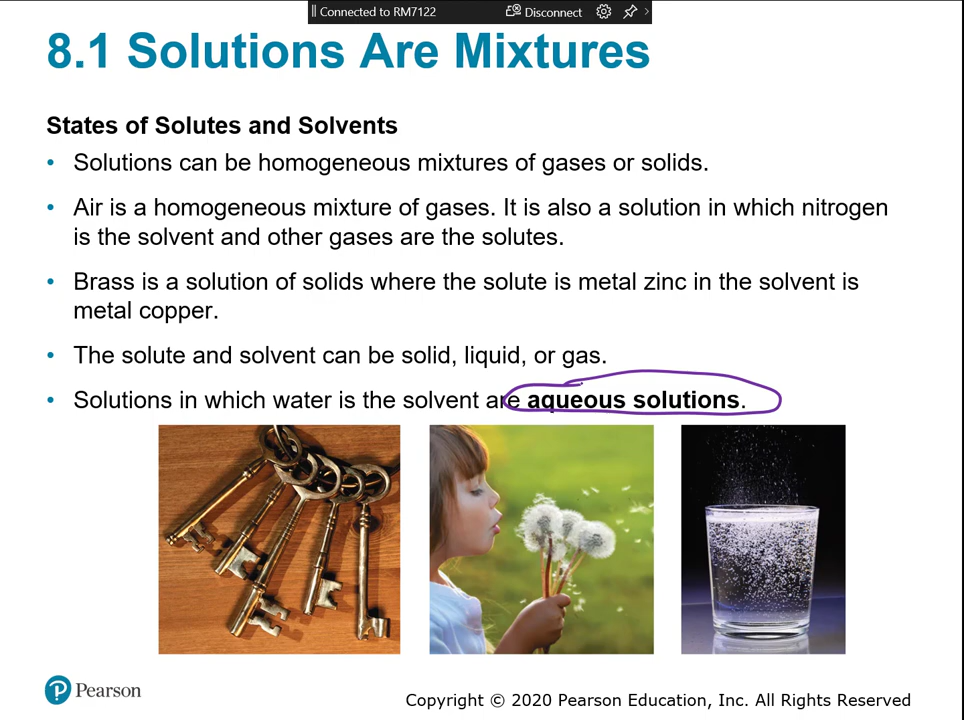 Connected to RM7122
Disconnect
8.1 Solutions Are Mixtures
States of Solutes and Solvents
• Solutions can be homogeneous mixtures of gases or solids.
• Air is a homogeneous mixture of gases. It is also a solution in which nitrogen
is the solvent and other gases are the solutes.
• Brass is a solution of solids where the solute is metal zinc in the solvent is
metal copper.
• The solute and solvent can be solid, liquid, or gas.
• Solutions in which water is the solvent are aqueous solutions.
Pearson
Copyright © 2020 Pearson Education, Inc. All Rights Reserved